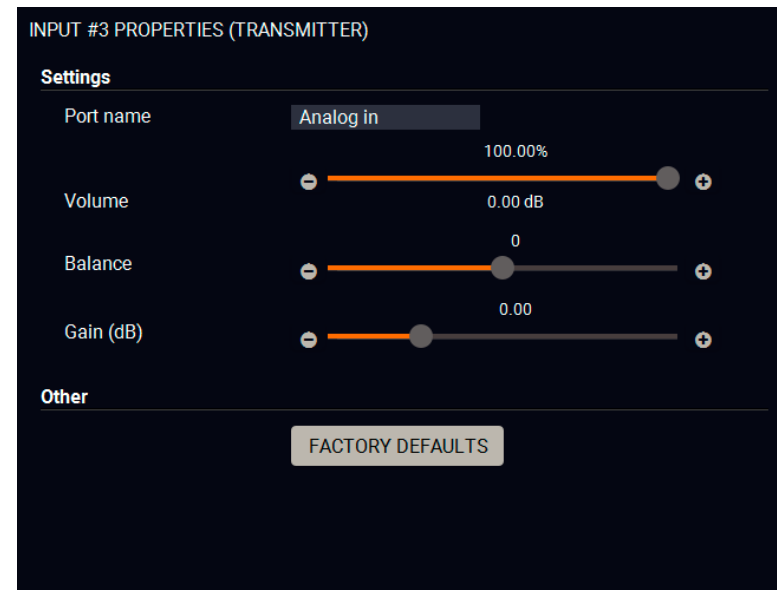 INPUT #3 PROPERTIES (TRANSMITTER)
Settings
Port name
Analog in
100.00%
Volume
0.00 dB
0
Balance
0.00
Gain (dB)
Other
FACTORY DEFAULTS